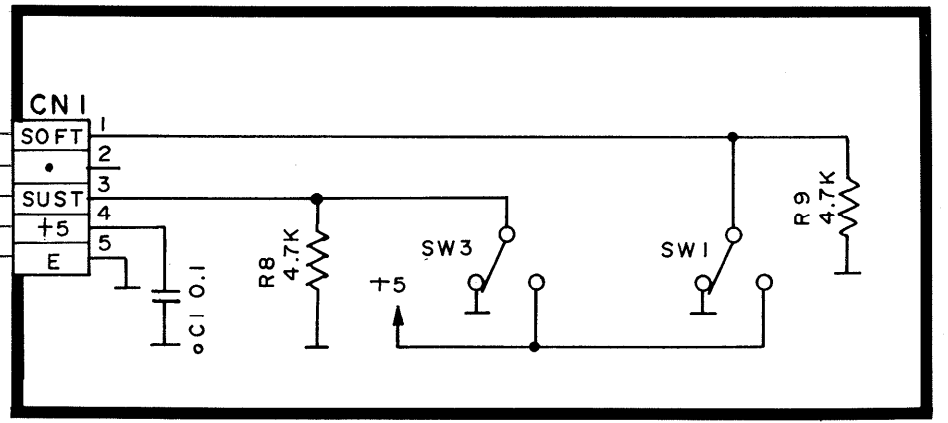 CN1
SOFT 1
• 2
SUST 3
+5 4
E 5
C1 0.1
R8 4.7K
+5
SW3
SW1
R9 4.7K